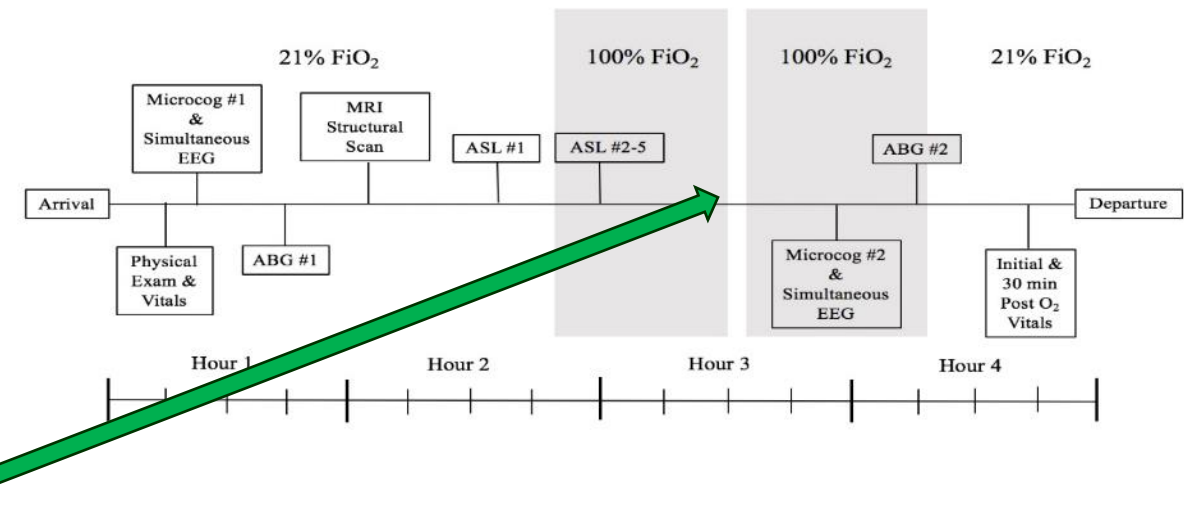 21% FiO₂
100% FiO₂
100% FiO₂
21% FiO₂
Microcog #1
&
Simultaneous
EEG
MRI
Structural
Scan
ASL #1
ASL #2-5
ABG #2
Arrival
Departure
Physical
Exam &
Vitals
ABG #1
Microcog #2
&
Simultaneous
EEG
Initial &
30 min
Post O₂
Vitals
Hour 1
Hour 2
Hour 3
Hour 4